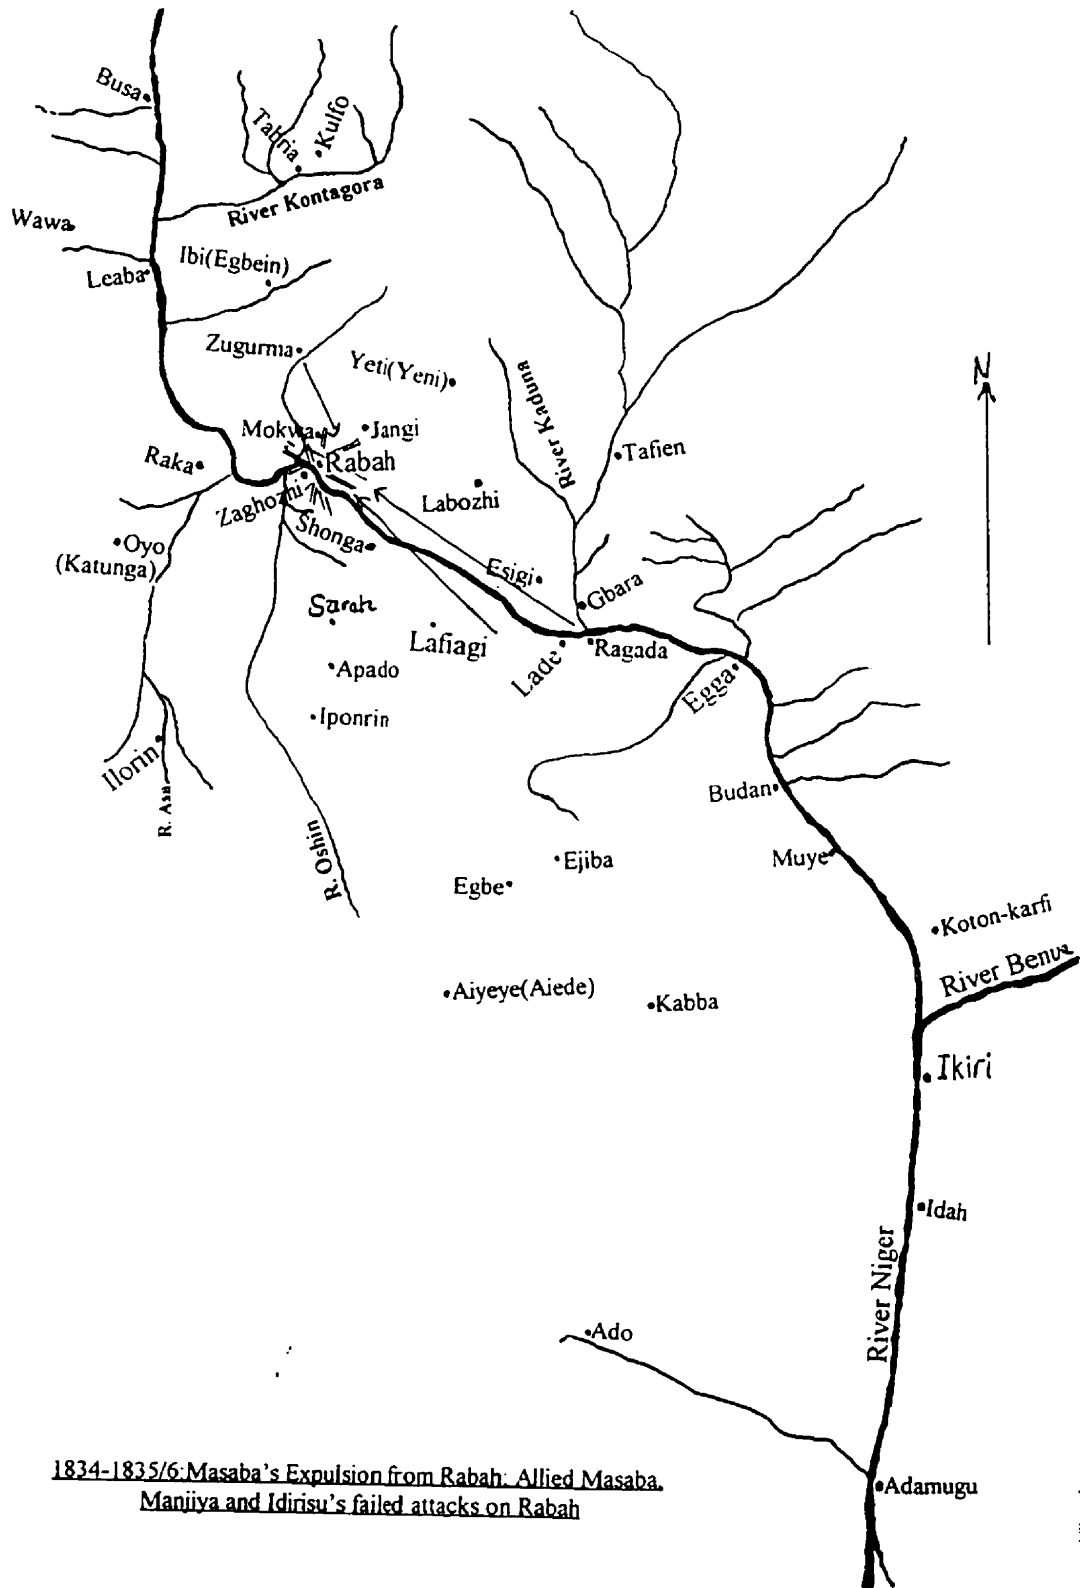 Busa
Tabria
Kulfo
River Kontagora
Wawa
Leaba
Ibi(Egbein)
Zugurma
Yeti(Yeni)
N
Mokwa
Jangi
River Kaduna
Raka
Rabah
Tafien
Zaghozhi
Labozhi
Oyo
(Katunga)
Shonga
Esigi
Gbara
Surah
Lafiagi
Lade
Ragada
Apado
Egga
Iponrin
Ilorin
R. Asa
Budan
R. Oshin
Ejiba
Muye
Egbe
Koton-karfi
River Benue
Aiyeye(Aiede)
Kabba
Ikiri
Idah
River Niger
Ado
1834-1835/6:Masaba's Expulsion from Rabah: Allied Masaba,
Manjiya and Idirisu's failed attacks on Rabah
Adamugu